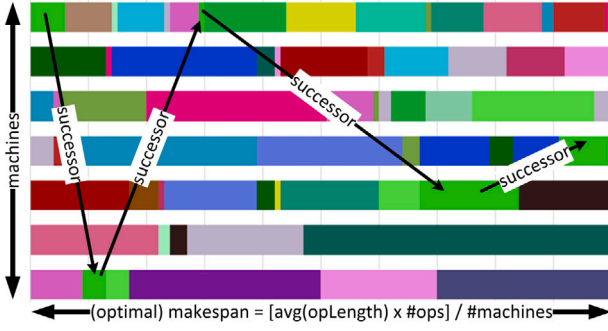 machines
successor
successor
successor
successor
(optimal) makespan = [avg(opLength) x #ops] / #machines